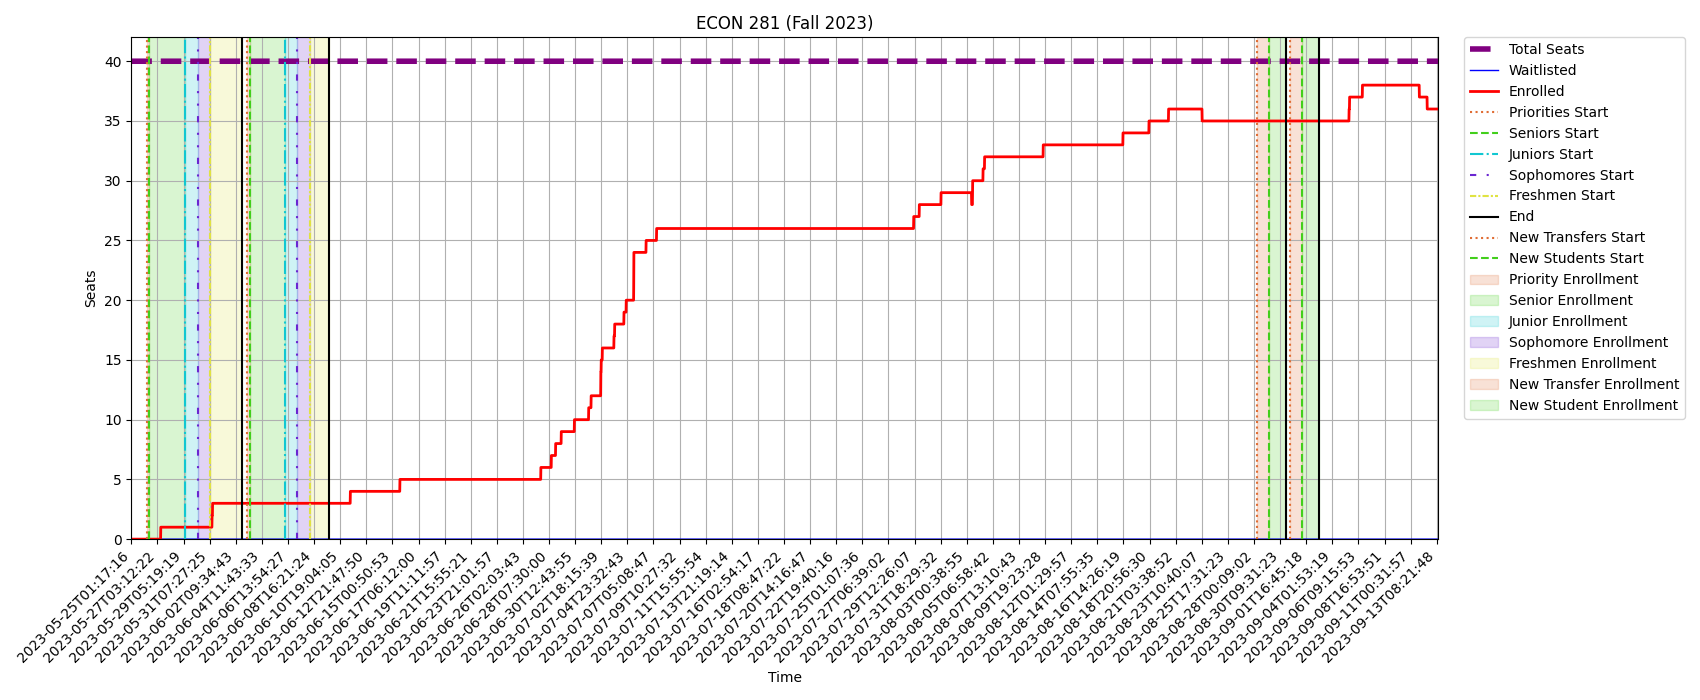 ECON 281 (Fall 2023)
Seats
40
35
30
25
20
15
10
5
0
2023-05-25T01:17:16
2023-05-27T03:12:22
2023-05-29T05:19:19
2023-05-31T07:27:25
2023-06-02T09:34:43
2023-06-04T11:43:33
2023-06-06T13:54:27
2023-06-08T16:21:24
2023-06-10T19:04:05
2023-06-12T21:47:50
2023-06-15T00:50:53
2023-06-17T06:12:00
2023-06-19T11:11:57
2023-06-21T15:55:21
2023-06-23T21:01:57
2023-06-26T02:03:43
2023-06-28T07:30:00
2023-06-30T12:43:55
2023-07-02T18:15:39
2023-07-04T23:32:43
2023-07-07T05:08:47
2023-07-09T10:27:32
2023-07-11T15:55:54
2023-07-13T21:19:14
2023-07-16T02:54:17
2023-07-18T08:47:22
2023-07-20T14:16:47
2023-07-22T19:40:16
2023-07-25T01:07:36
2023-07-27T06:39:02
2023-07-29T12:26:07
2023-07-31T18:29:32
2023-08-03T00:38:55
2023-08-05T06:58:42
2023-08-07T13:10:43
2023-08-09T19:23:28
2023-08-12T01:29:57
2023-08-14T07:55:35
2023-08-16T14:26:19
2023-08-18T20:56:30
2023-08-21T03:38:52
2023-08-23T10:40:07
2023-08-25T17:31:23
2023-08-28T00:09:02
2023-08-30T09:31:23
2023-09-01T16:45:18
2023-09-04T01:53:19
2023-09-06T09:15:53
2023-09-08T16:53:51
2023-09-11T00:31:57
2023-09-13T08:21:48
Time
Total Seats
Waitlisted
Enrolled
Priorities Start
Seniors Start
Juniors Start
Sophomores Start
Freshmen Start
End
New Transfers Start
New Students Start
Priority Enrollment
Senior Enrollment
Junior Enrollment
Sophomore Enrollment
Freshmen Enrollment
New Transfer Enrollment
New Student Enrollment